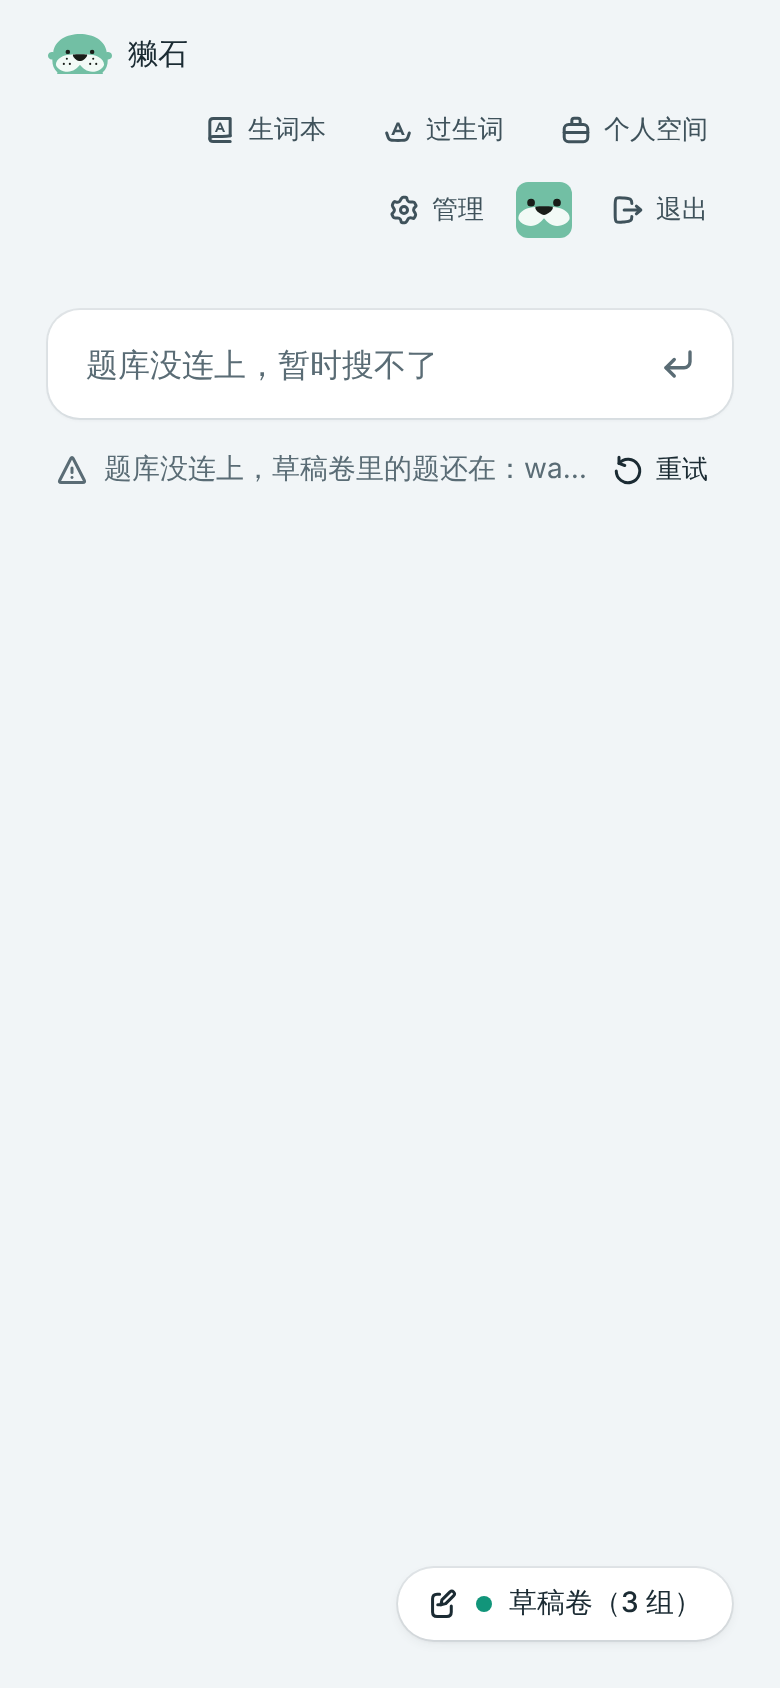 獭石
生词本 过生词 个人空间
管理 退出
题库没连上，暂时搜不了
题库没连上，草稿卷里的题还在：wa... 重试
草稿卷（3 组）